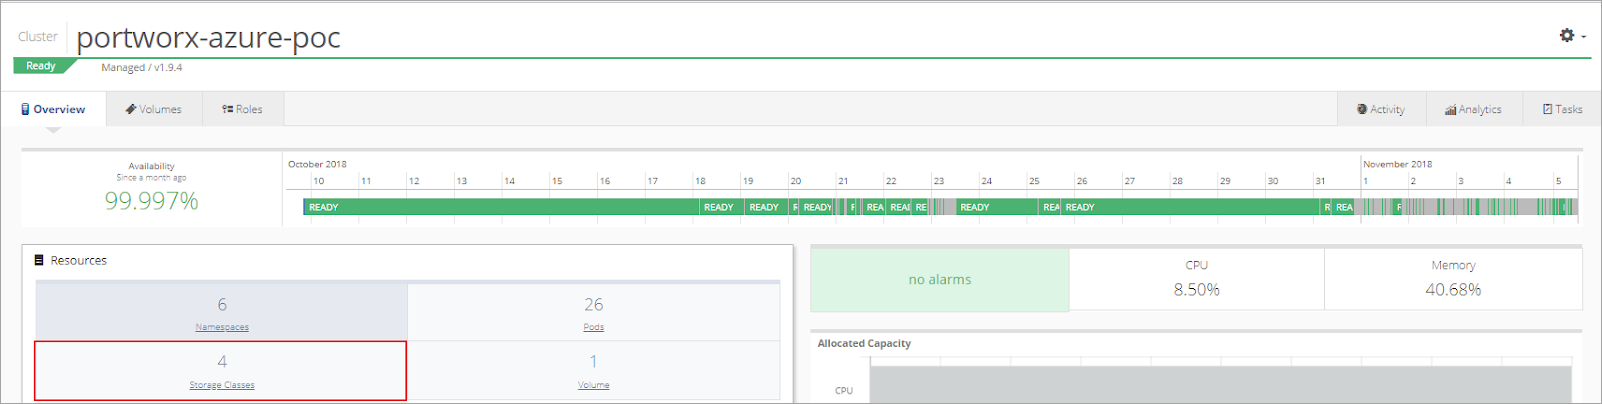 Cluster portworx-azure-poc
Ready Managed / v1.9.4
Overview Volumes Roles Activity Analytics Tasks
Availability
Since a month ago
99.997%
October 2018 November 2018
10 11 12 13 14 15 16 17 18 19 20 21 22 23 24 25 26 27 28 29 30 31 1 2 3 4 5
READY READY READY R READY R REA REAL RE READY REA READY R REA R
Resources
6
Namespaces
26
Pods
4
Storage Classes
1
Volume
no alarms
CPU
8.50%
Memory
40.68%
Allocated Capacity
CPU